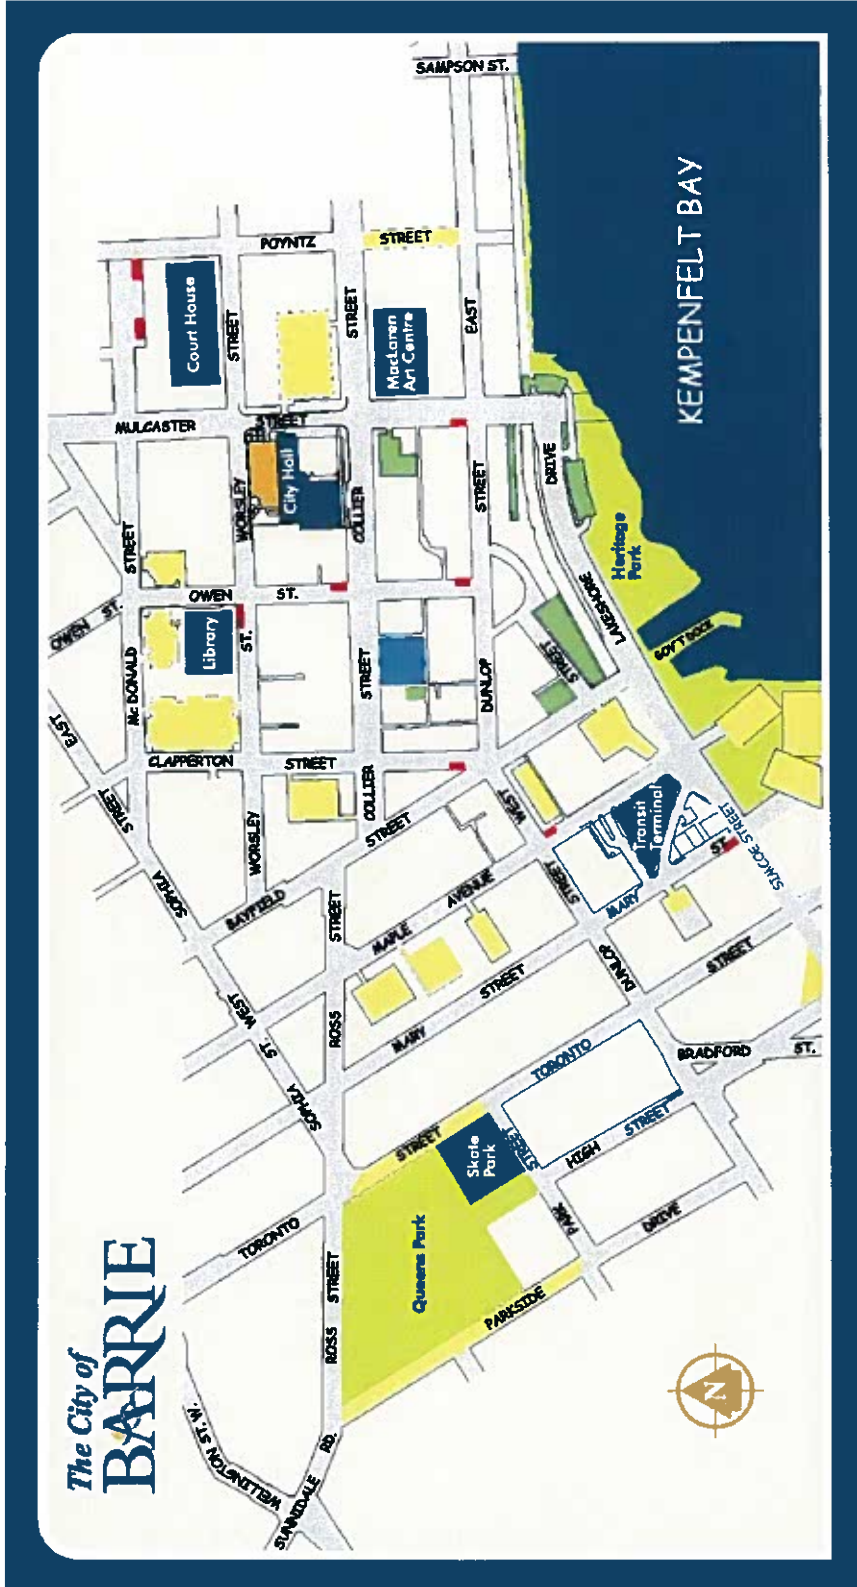 The City of
BARRIE
WELLINGTON ST. W.
SUNNIDALE
RD.
ROSS
STREET
TORONTO
SOPHIA
ST.
WEST
SOPHIA
STREET
EAST
OWEN ST.
McDONALD
STREET
MULCASTER
STREET
POYNTZ
STREET
Court House
CLAPPERTON
STREET
Library
OWEN
ST.
WORSLEY
ST.
WORSLEY
STREET
City Hall
BAYFIELD
STREET
ROSS
STREET
COLLIER
STREET
COLLIER
STREET
MacLaren
Art Centre
MAPLE
AVENUE
MARY
STREET
Queens Park
STREET
Skate
Park
STREET
TORONTO
PARKSIDE
DRIVE
PARK
HIGH
STREET
DUNLOP
STREET
WEST
DUNLOP
STREET
EAST
SAMPSON ST.
STREET
MARY
ST.
Transit
Terminal
SIMCOE STREET
STREET
BRADFORD
ST.
LAKESHORE
DRIVE
Heritage
Park
GOV'T DOCK
KEMPENFELT BAY
N